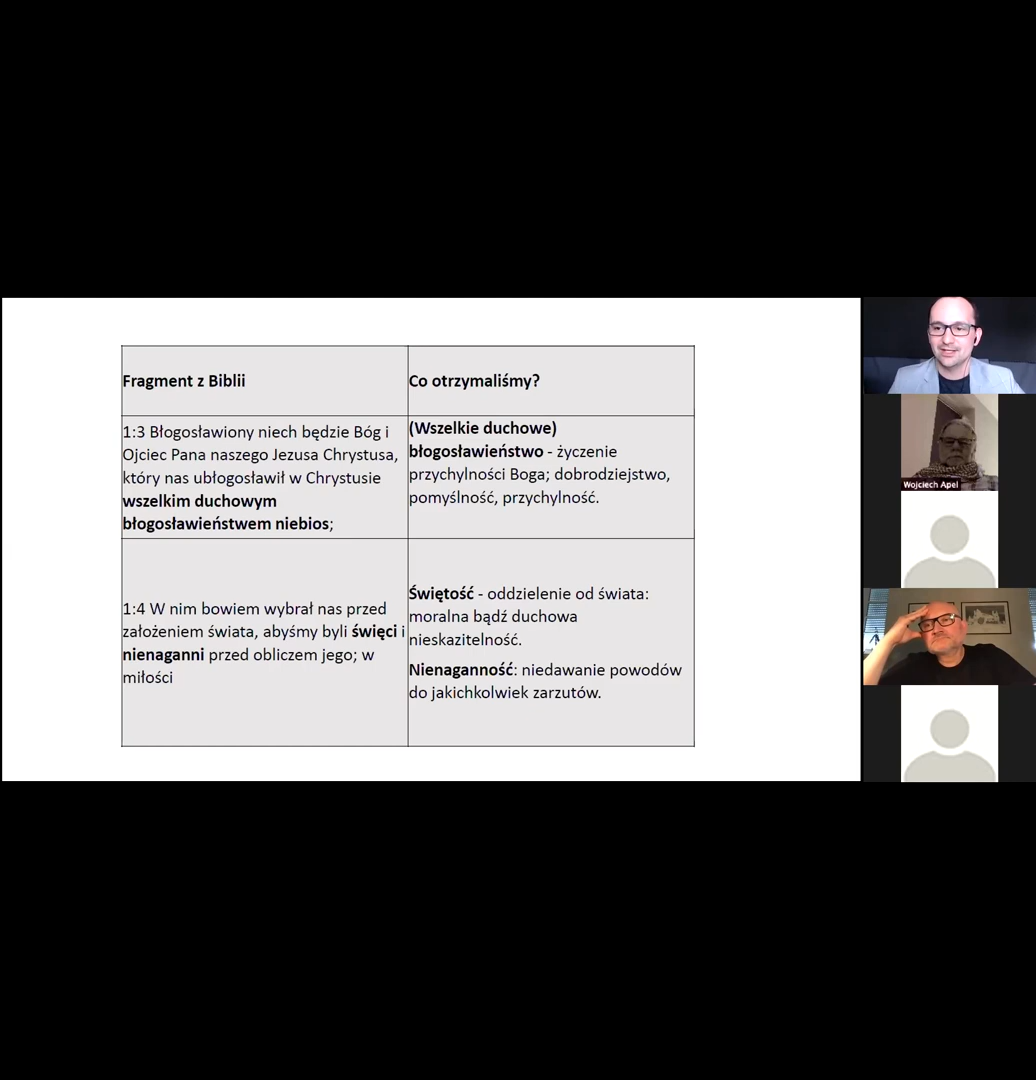 Fragment z Biblii
Co otrzymaliśmy?
1:3 Błogosławiony niech będzie Bóg i
Ojciec Pana naszego Jezusa Chrystusa,
który nas ubłogosławił w Chrystusie
wszelkim duchowym
błogosławieństwem niebios;
(Wszelkie duchowe)
błogosławieństwo - życzenie
przychylności Boga; dobrodziejstwo,
pomyślność, przychylność.
1:4 W nim bowiem wybrał nas przed
założeniem świata, abyśmy byli święci i
nienaganni przed obliczem jego; w
miłości
Świętość - oddzielenie od świata:
moralna bądź duchowa
nieskazitelność.
Nienaganność: niedawanie powodów
do jakichkolwiek zarzutów.
Wojciech Apel